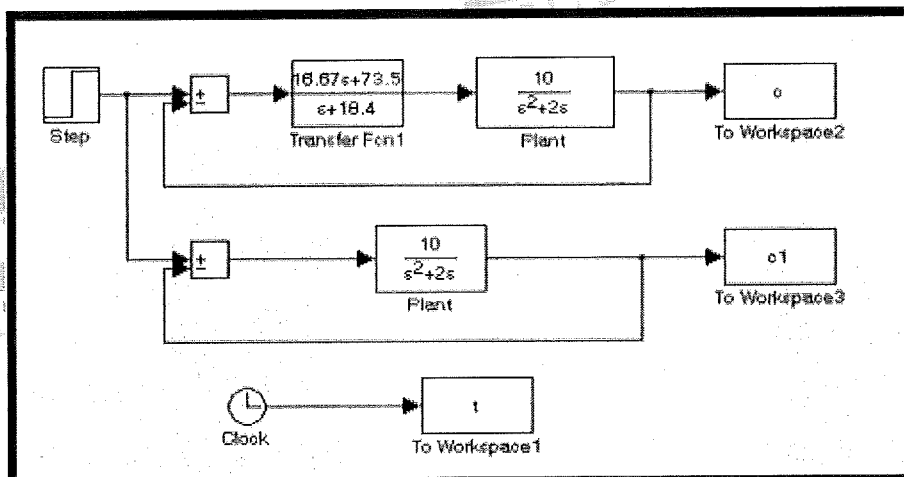 Step
±
16.67s+73.5
s+18.4
Transfer Fcn1
10
s²+2s
Plant
c
To Workspace2
±
10
s²+2s
Plant
c1
To Workspace3
Clock
t
To Workspace1